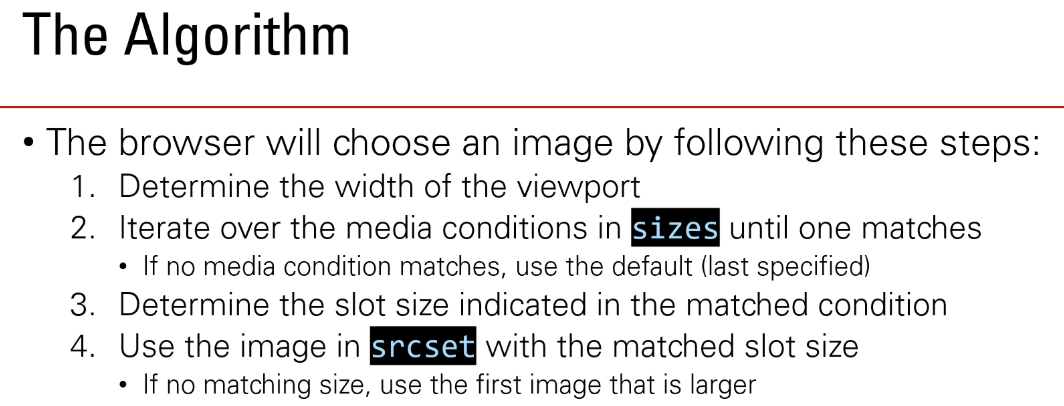 The Algorithm
• The browser will choose an image by following these steps:
1. Determine the width of the viewport
2. Iterate over the media conditions in sizes until one matches
• If no media condition matches, use the default (last specified)
3. Determine the slot size indicated in the matched condition
4. Use the image in srcset with the matched slot size
• If no matching size, use the first image that is larger